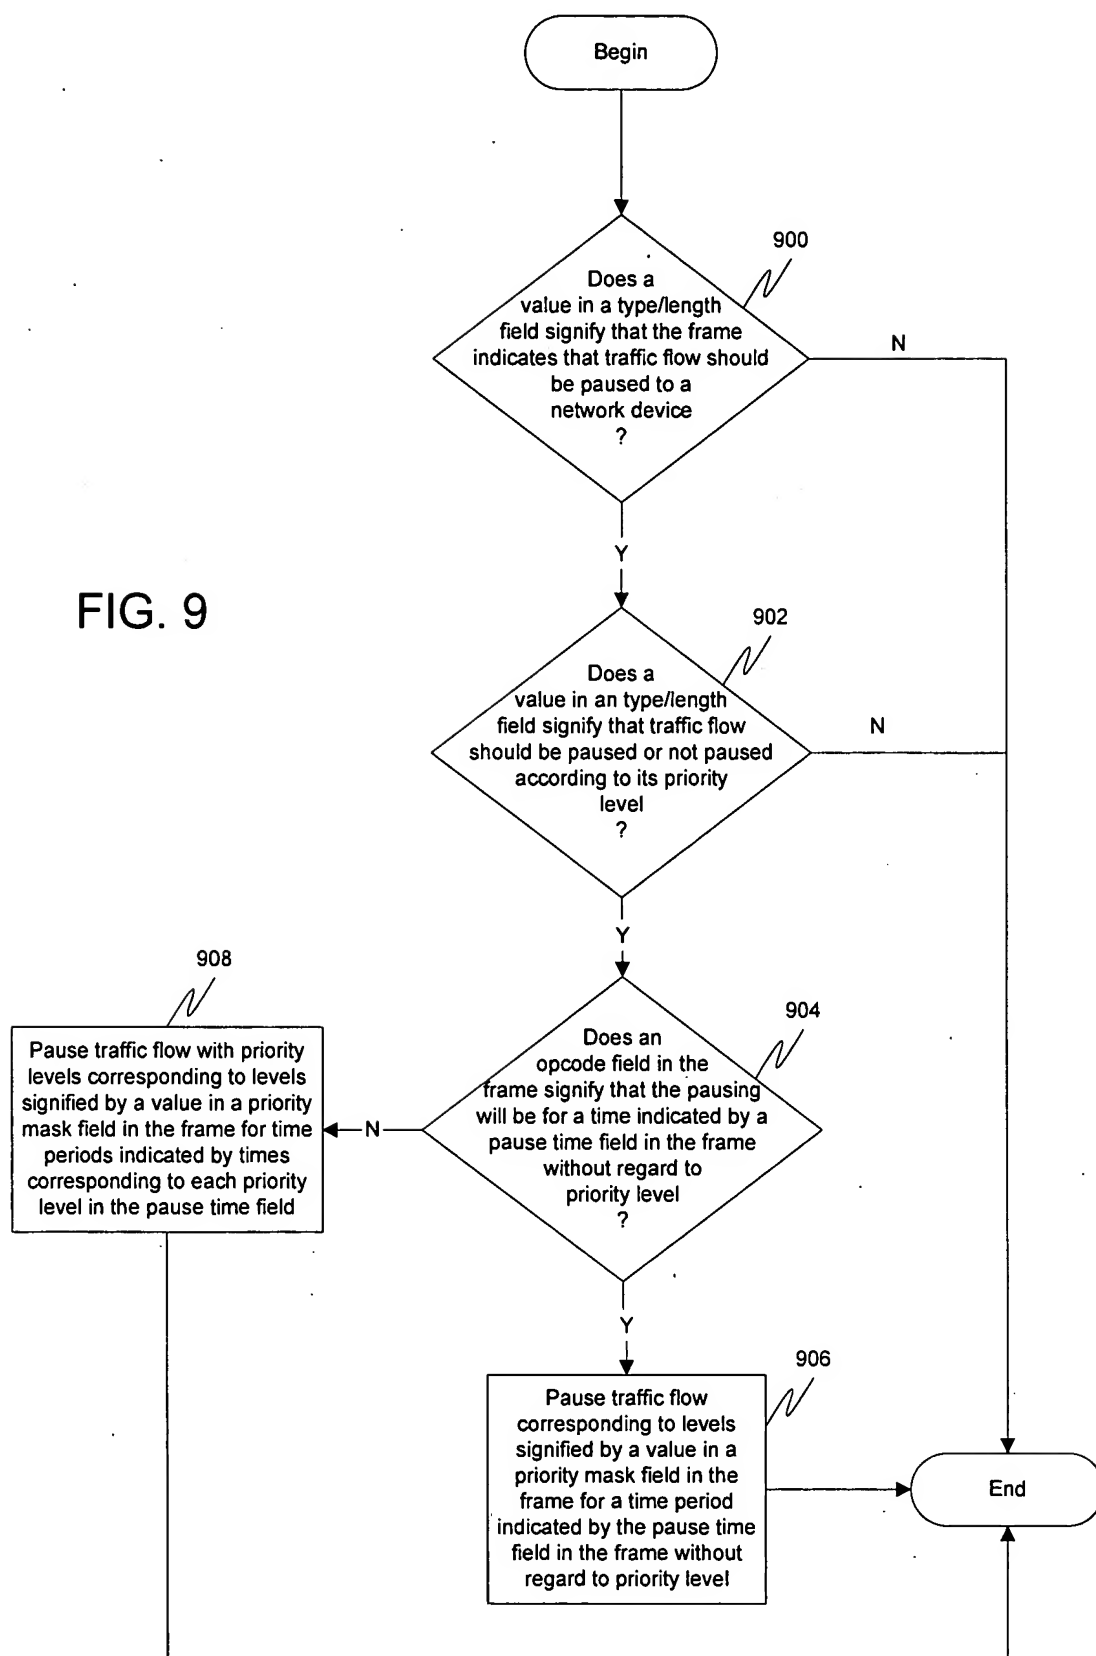 Begin
900
Does a
value in a type/length
field signify that the frame
indicates that traffic flow should
be paused to a
network device
?
N
Y
FIG. 9
902
Does a
value in an type/length
field signify that traffic flow
should be paused or not paused
according to its priority
level
?
N
Y
908
Pause traffic flow with priority
levels corresponding to levels
signified by a value in a priority
mask field in the frame for time
periods indicated by times
corresponding to each priority
level in the pause time field
904
Does an
opcode field in the
frame signify that the pausing
will be for a time indicated by a
pause time field in the frame
without regard to
priority level
?
N
Y
906
Pause traffic flow
corresponding to levels
signified by a value in a
priority mask field in the
frame for a time period
indicated by the pause time
field in the frame without
regard to priority level
End